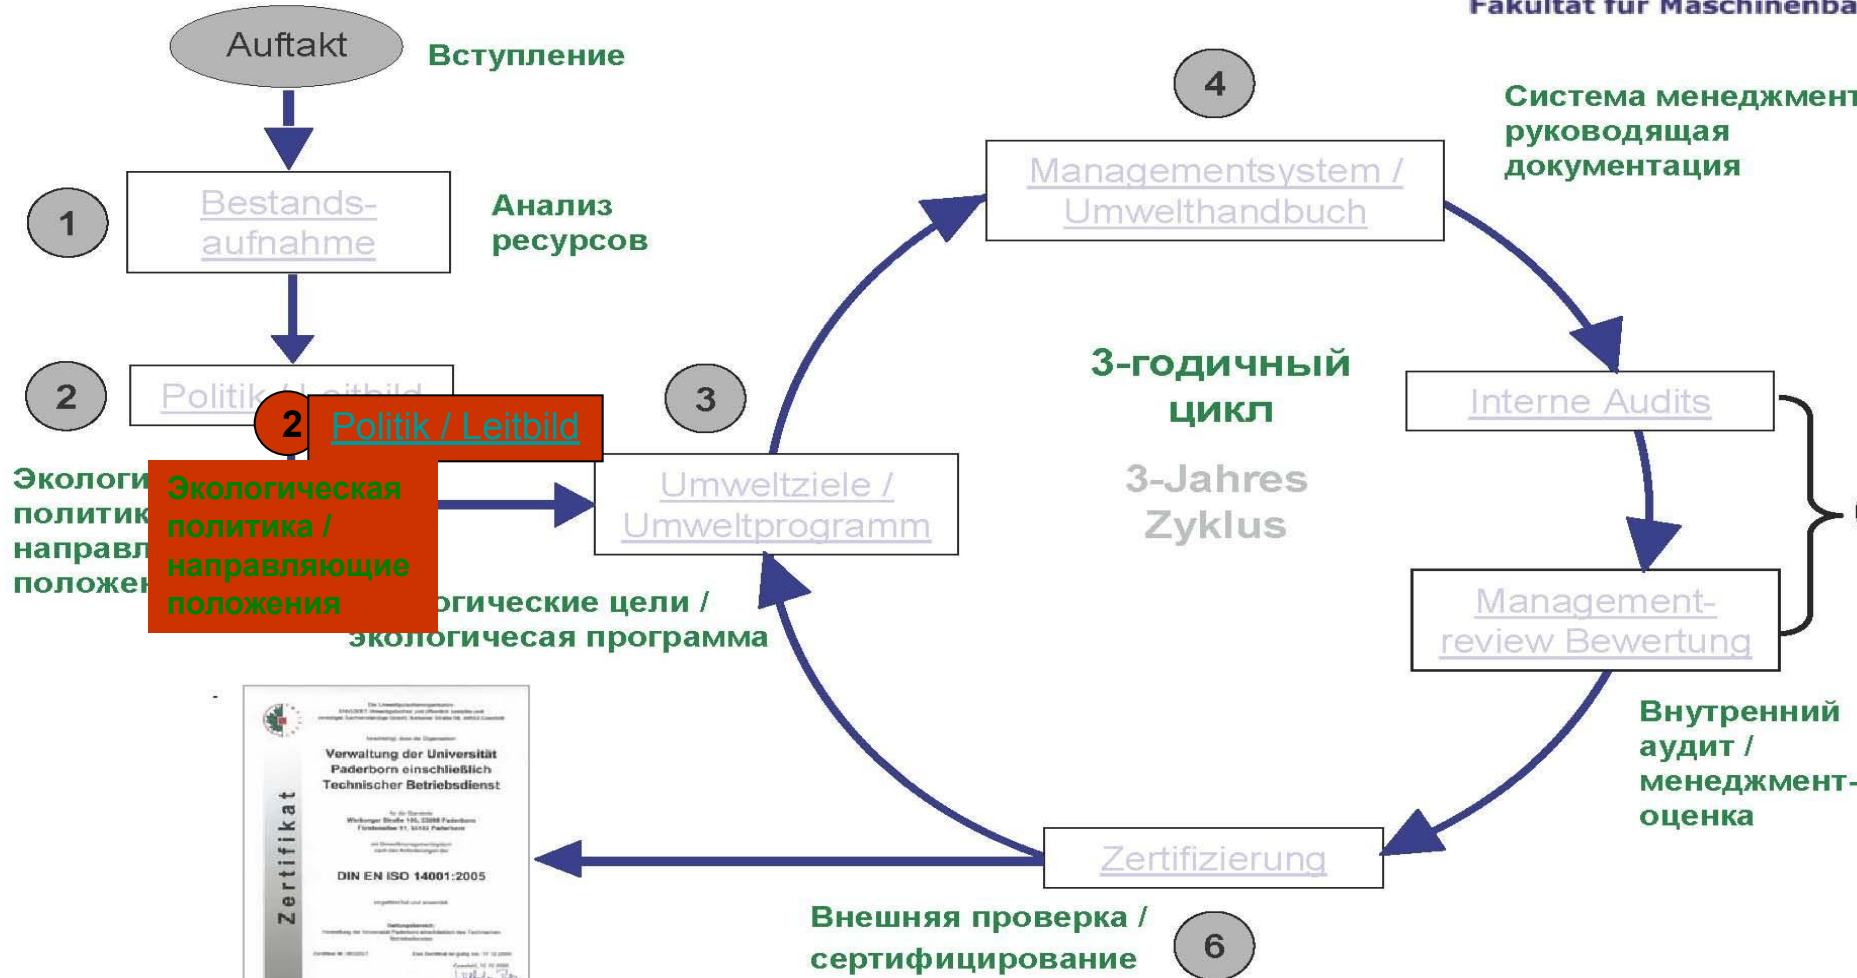 Fakultät für Maschinenba
Auftakt
Вступление
1
Bestands-
aufnahme
Анализ
ресурсов
2
Politik / Leitbild
2
Politik / Leitbild
Экологи
политик
направл
положен
Экологическая
политика /
направляющие
положения
3
Umweltziele /
Umweltprogramm
огические цели /
экологичесая программа
4
Managementsystem /
Umwelthandbuch
Система менеджмент
руководящая
документация
3-годичный
цикл
3-Jahres
Zyklus
Interne Audits
Management-
review Bewertung
Внутренний
аудит /
менеджмент-
оценка
Zertifizierung
Внешняя проверка /
сертифицирование
6
Zertifikat
Verwaltung der Universität
Paderborn einschließlich
Technischer Betriebsdienst
DIN EN ISO 14001:2005